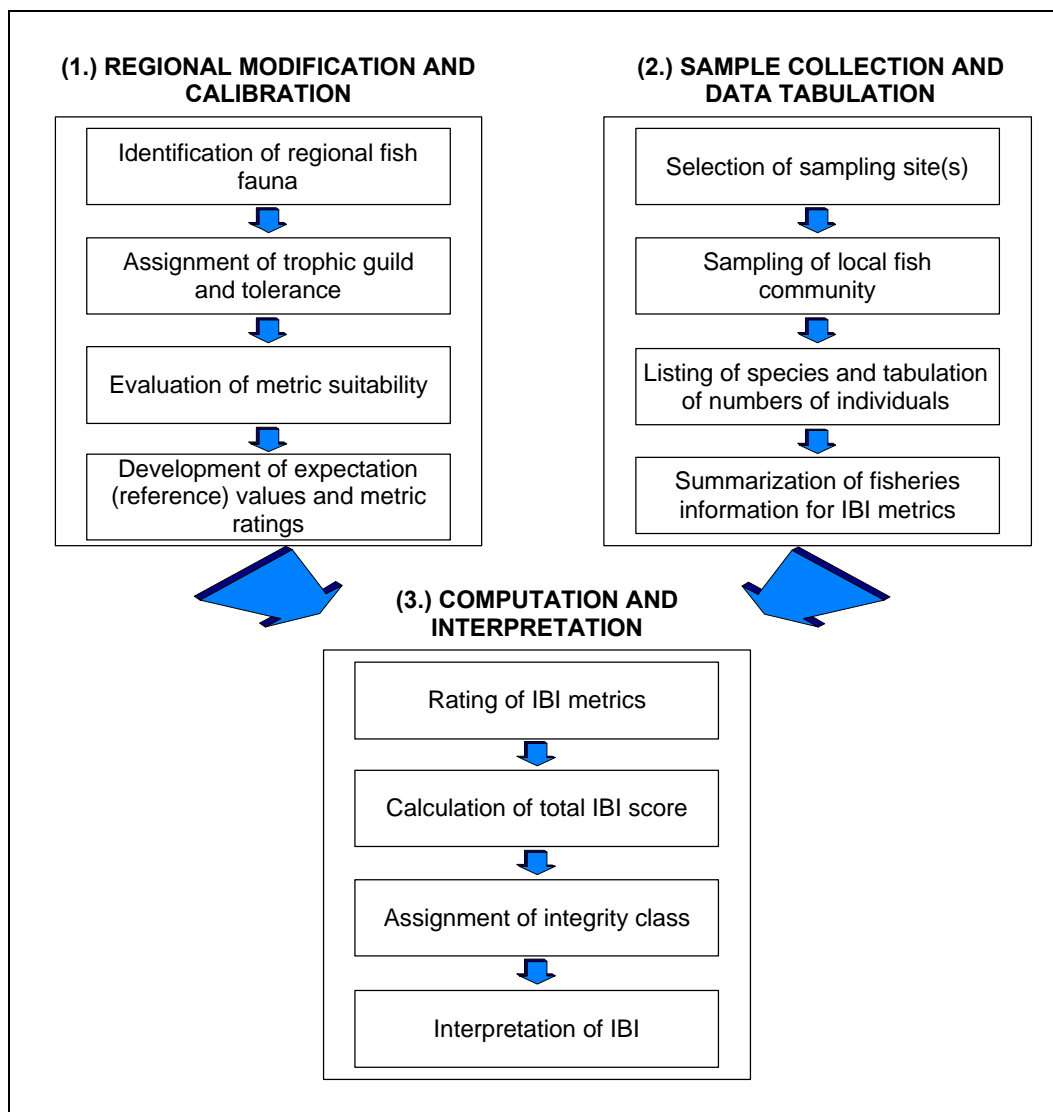 (1.) REGIONAL MODIFICATION AND
CALIBRATION
Identification of regional fish
fauna
Assignment of trophic guild
and tolerance
Evaluation of metric suitability
Development of expectation
(reference) values and metric
ratings
(2.) SAMPLE COLLECTION AND
DATA TABULATION
Selection of sampling site(s)
Sampling of local fish
community
Listing of species and tabulation
of numbers of individuals
Summarization of fisheries
information for IBI metrics
(3.) COMPUTATION AND
INTERPRETATION
Rating of IBI metrics
Calculation of total IBI score
Assignment of integrity class
Interpretation of IBI